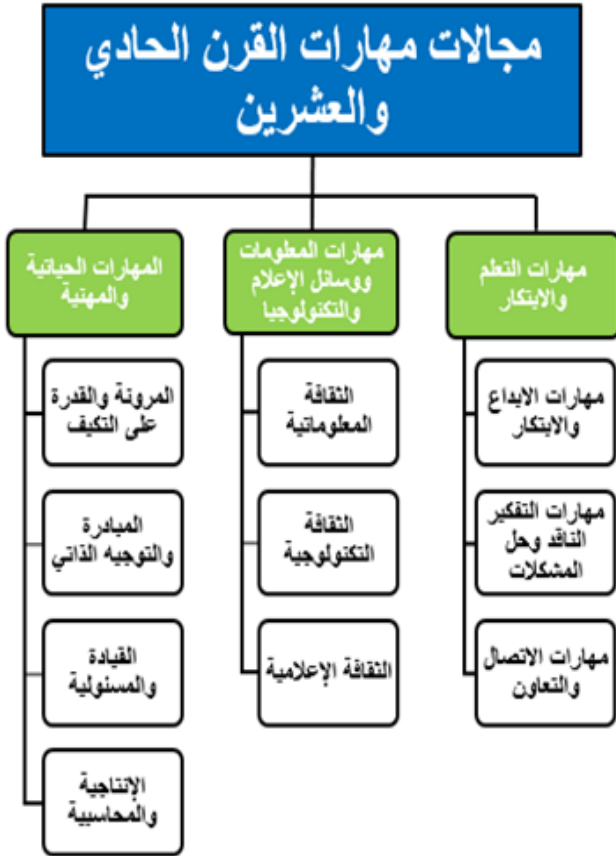 مجالات مهارات القرن الحادي
والعشرين
مهارات التعلم
والابتكار
مهارات الابداع
والابتكار
مهارات التفكير
الناقد وحل
المشكلات
مهارات الاتصال
والتعاون
مهارات المعلومات
ووسائل الإعلام
والتكنولوجيا
الثقافة
المعلوماتية
الثقافة
التكنولوجية
الثقافة الإعلامية
المهارات الحياتية
والمهنية
المرونة والقدرة
على التكيف
المبادرة
والتوجيه الذاتي
القيادة
والمسئولية
الإنتاجية
والمحاسبية